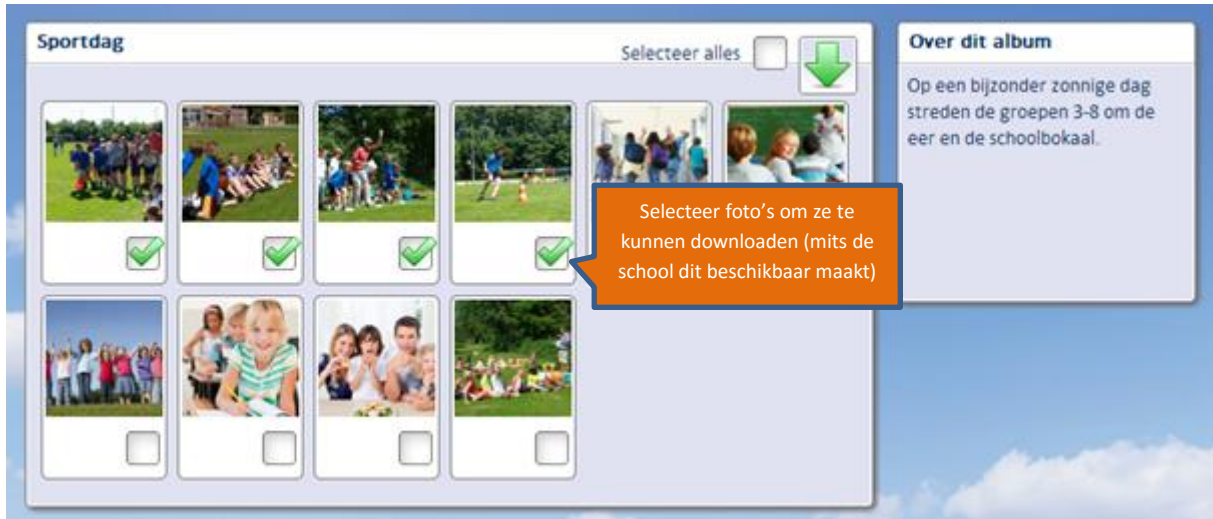 Sportdag
Selecteer alles
Over dit album
Op een bijzonder zonnige dag
streden de groepen 3-8 om de
eer en de schoolbokaal.
Selecteer foto’s om ze te
kunnen downloaden (mits de
school dit beschikbaar maakt)